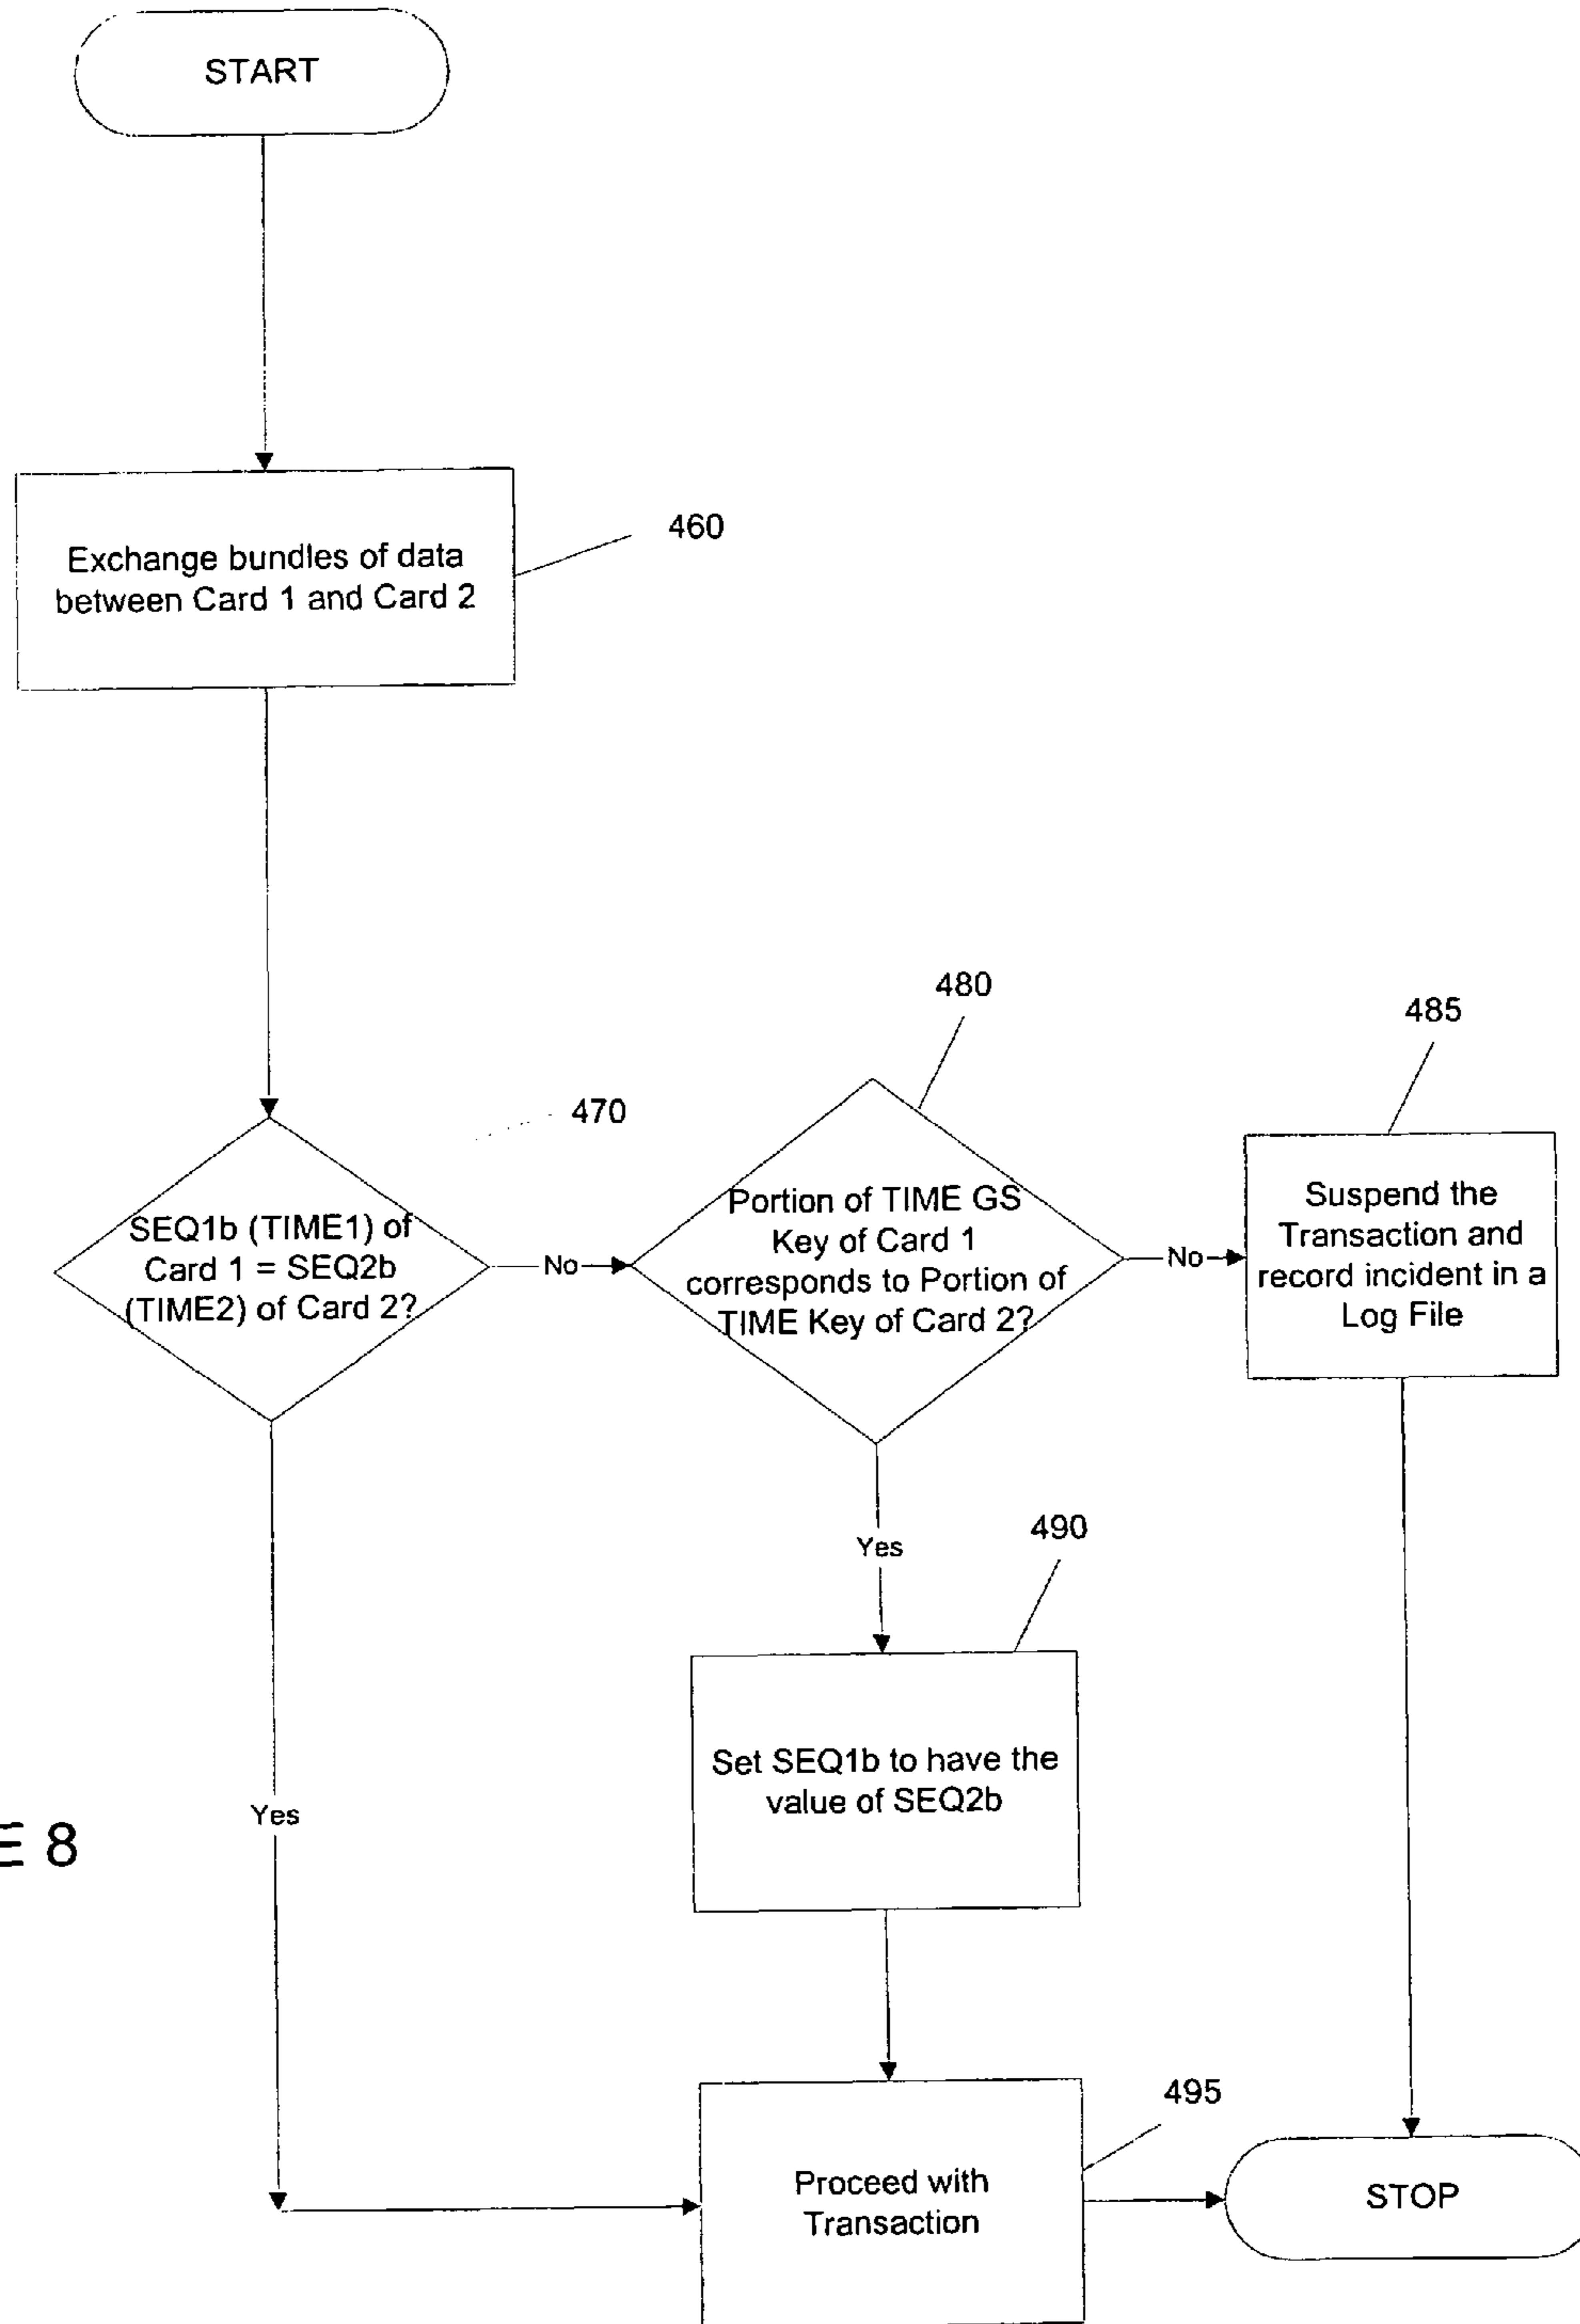 START
Exchange bundles of data
between Card 1 and Card 2
460
470
SEQ1b (TIME1) of
Card 1 = SEQ2b
(TIME2) of Card 2?
No
480
Portion of TIME GS
Key of Card 1
corresponds to Portion of
TIME Key of Card 2?
No
485
Suspend the
Transaction and
record incident in a
Log File
Yes
490
Set SEQ1b to have the
value of SEQ2b
Yes
E 8
495
Proceed with
Transaction
STOP